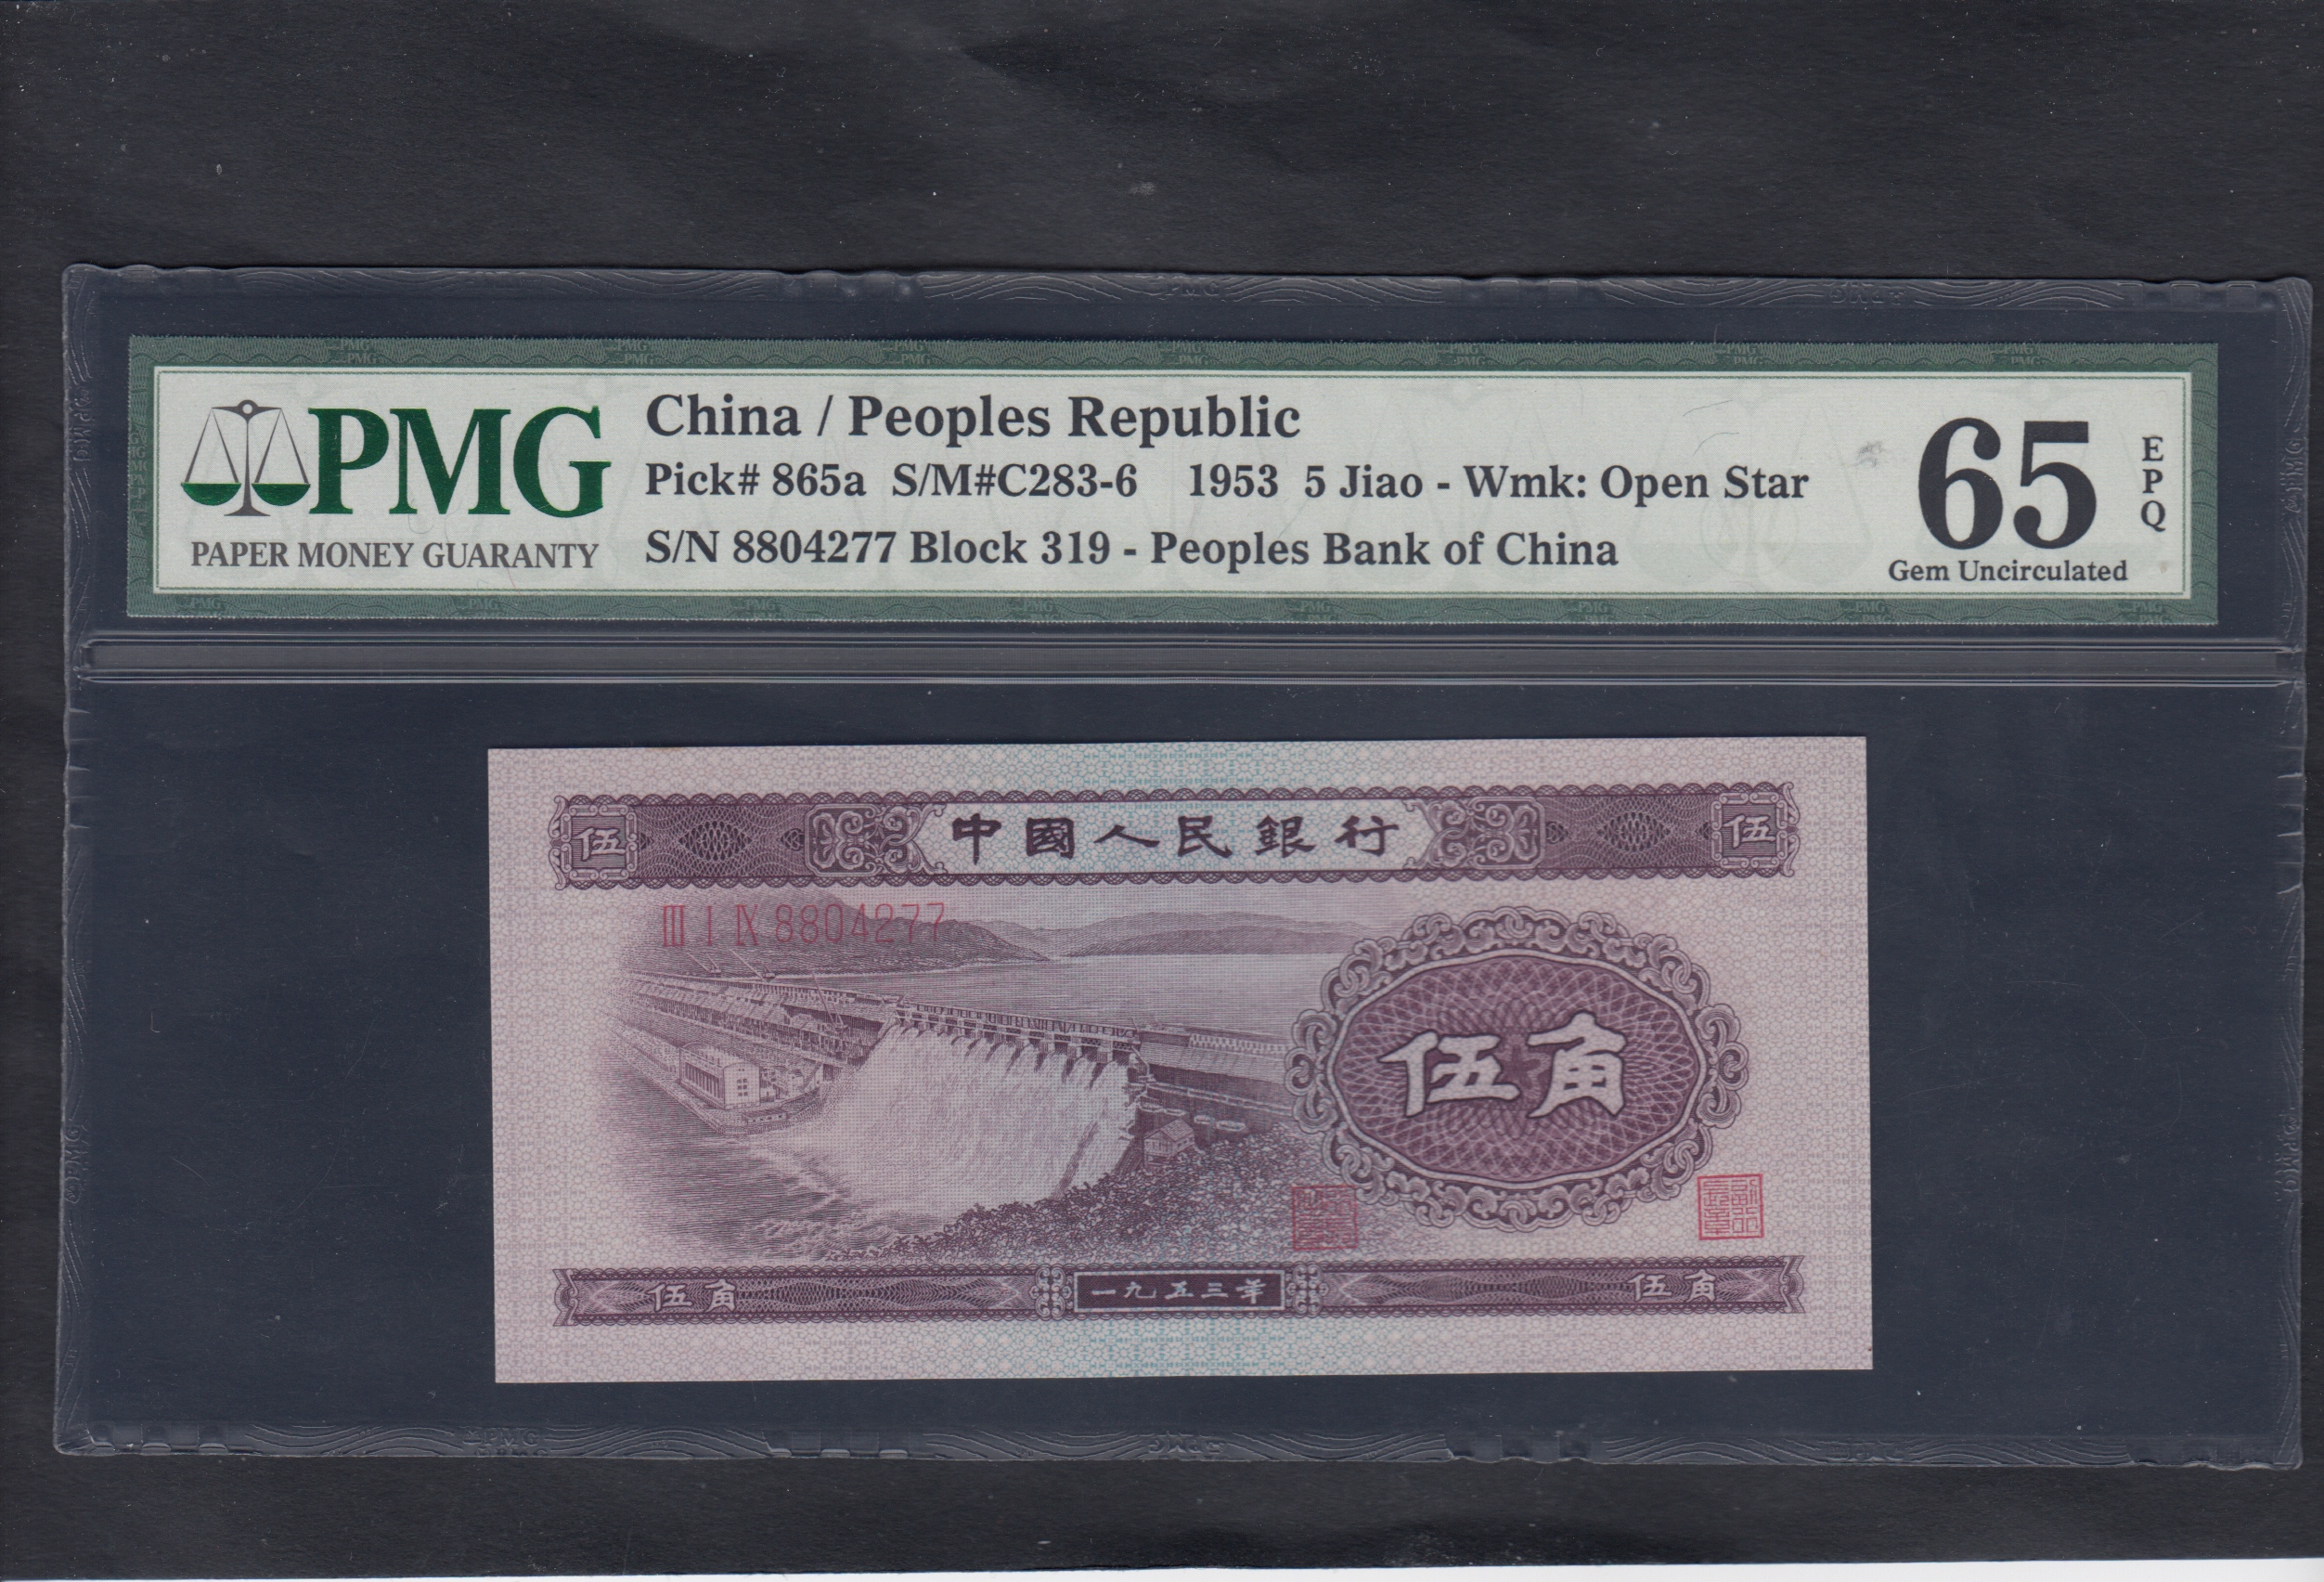 PMG
PAPER MONEY GUARANTY
China / Peoples Republic
Pick# 865a S/M#C283-6 1953 5 Jiao - Wmk: Open Star
S/N 8804277 Block 319 - Peoples Bank of China
65
EPQ
Gem Uncirculated
伍 中國人民銀行 伍
III I IX 8804277
伍角
伍角 一九五三年 伍角